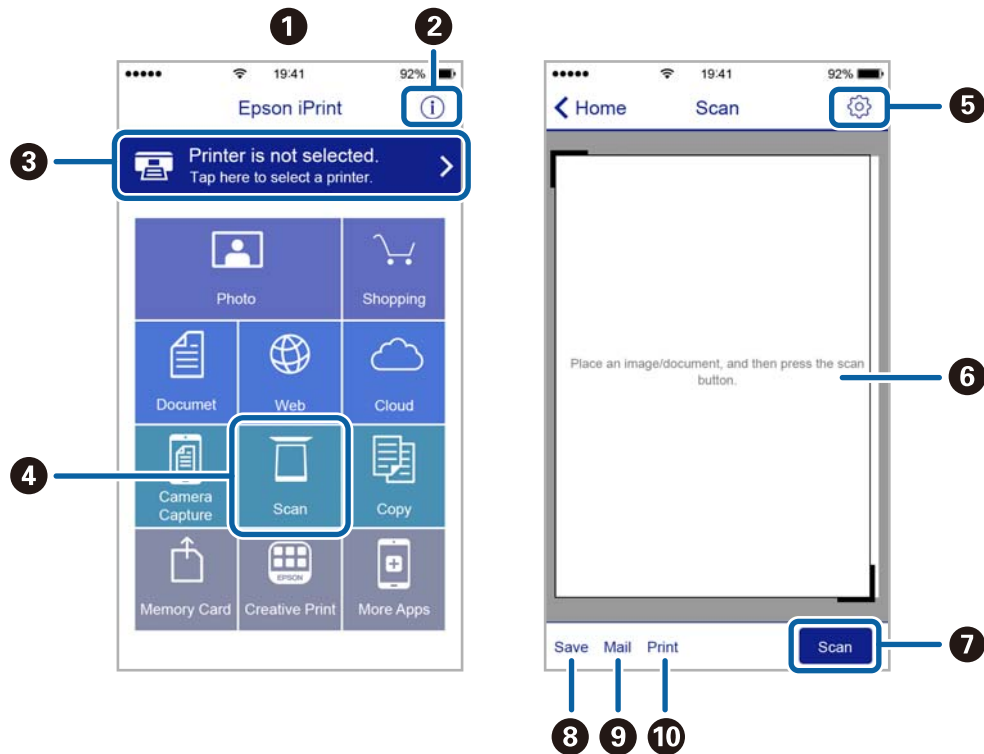 1
2
19:41
92%
Epson iPrint
i
3
Printer is not selected.
Tap here to select a printer.
Photo
Shopping
Documet
Web
Cloud
4
Camera
Capture
Scan
Copy
EPSON
Memory Card
Creative Print
More Apps
19:41
92%
Home
Scan
5
Place an image/document, and then press the scan
button.
6
Save
Mail
Print
Scan
7
8
9
10